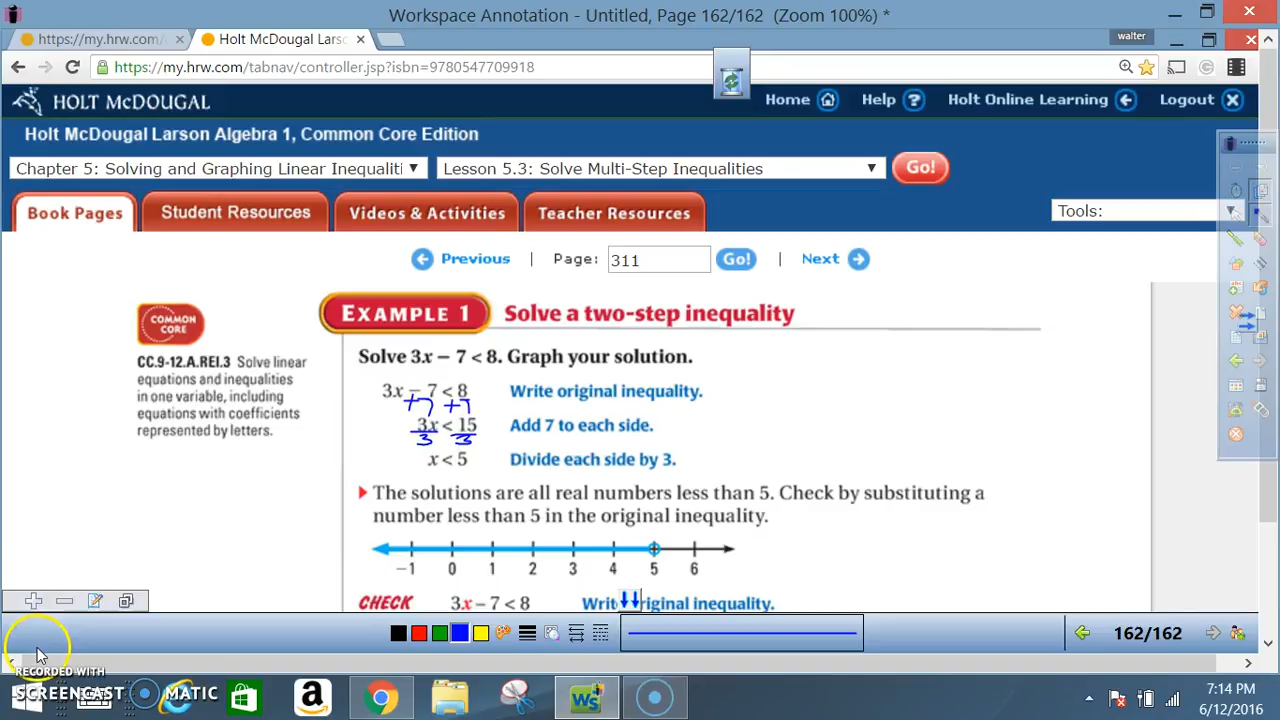 Workspace Annotation - Untitled, Page 162/162 (Zoom 100%) *
https://my.hrw.com/
Holt McDougal Lars
walter
https://my.hrw.com/tabnav/controller.jsp?isbn=9780547709918
HOLT MCDOUGAL
Home
Help ?
Holt Online Learning
Logout
Holt McDougal Larson Algebra 1, Common Core Edition
Chapter 5: Solving and Graphing Linear Inequaliti
Lesson 5.3: Solve Multi-Step Inequalities
Go!
Book Pages
Student Resources
Videos & Activities
Teacher Resources
Tools:
Previous | Page: 311 Go! | Next
COMMON CORE
EXAMPLE 1 Solve a two-step inequality
CC.9-12.A.REI.3 Solve linear
equations and inequalities
in one variable, including
equations with coefficients
represented by letters.
Solve 3x − 7 < 8. Graph your solution.
3x − 7 < 8 Write original inequality.
+7 +7
3x < 15 Add 7 to each side.
3 3
x < 5 Divide each side by 3.
The solutions are all real numbers less than 5. Check by substituting a
number less than 5 in the original inequality.
−1 0 1 2 3 4 5 6
CHECK 3x − 7 < 8 Writ riginal inequality.
162/162
RECORDED WITH
SCREENCAST MATIC
7:14 PM
6/12/2016